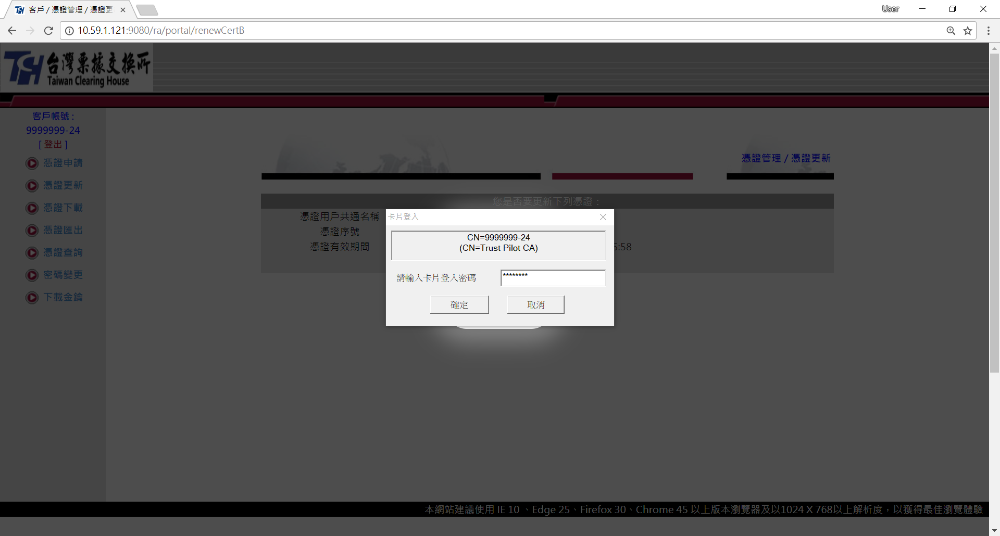 客戶 / 憑證管理 / 憑證更
User
10.59.1.121:9080/ra/portal/renewCertB
TCH 台灣票據交換所
Taiwan Clearing House
客戶帳號 :
9999999-24
[ 登出 ]
憑證申請
憑證更新
憑證下載
憑證匯出
憑證查詢
密碼變更
下載金鑰
憑證管理 / 憑證更新
您是否要更新下列憑證：
憑證用戶共通名稱
憑證序號
憑證有效期間
5:58
卡片登入
CN=9999999-24
(CN=Trust Pilot CA)
請輸入卡片登入密碼
********
確定
取消
本網站建議使用 IE 10 、Edge 25、Firefox 30、Chrome 45 以上版本瀏覽器及以1024 X 768以上解析度，以獲得最佳瀏覽體驗